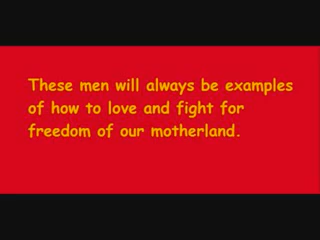 These men will always be examples
of how to love and fight for
freedom of our motherland.